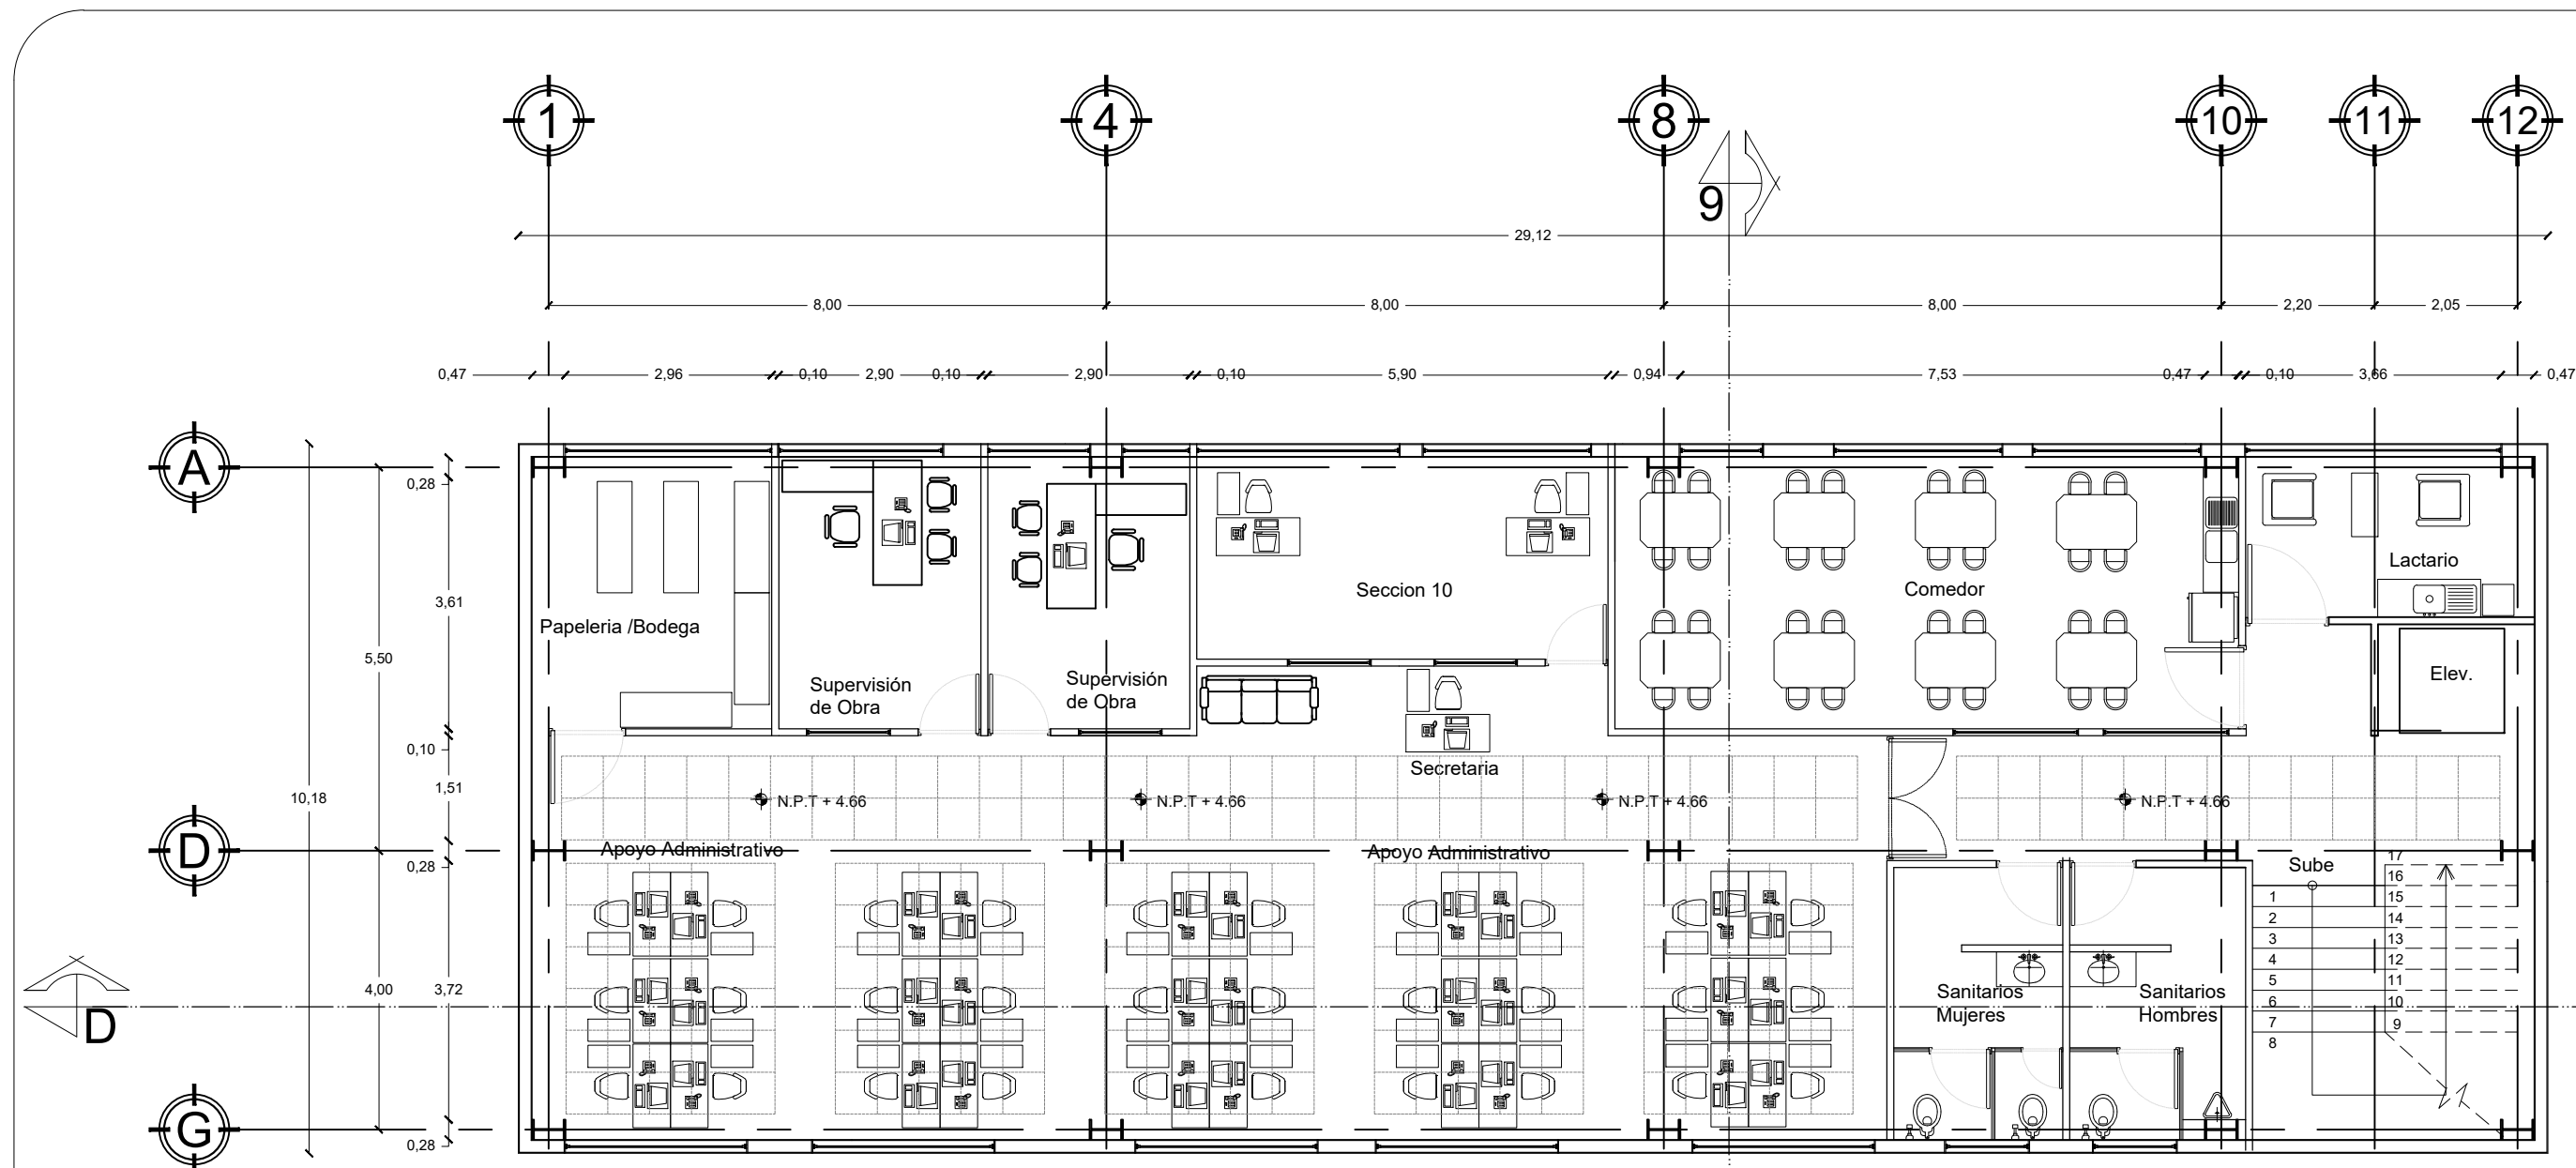 1
4
8
10
11
12
9
29,12
8,00
8,00
8,00
2,20
2,05
0,47
2,96
0,10
2,90
0,10
2,90
0,10
5,90
0,94
7,53
0,47
0,10
3,66
0,47
A
0,28
3,61
5,50
0,10
1,51
10,18
D
0,28
4,00
3,72
D
G
0,28
Papeleria /Bodega
Supervisión
de Obra
Supervisión
de Obra
Seccion 10
Comedor
Lactario
Elev.
Secretaria
N.P.T + 4.66
N.P.T + 4.66
N.P.T + 4.66
N.P.T + 4.66
Apoyo Administrativo
Apoyo Administrativo
Sanitarios
Mujeres
Sanitarios
Hombres
Sube
17
16
1
15
2
14
3
13
4
12
5
11
6
10
7
9
8